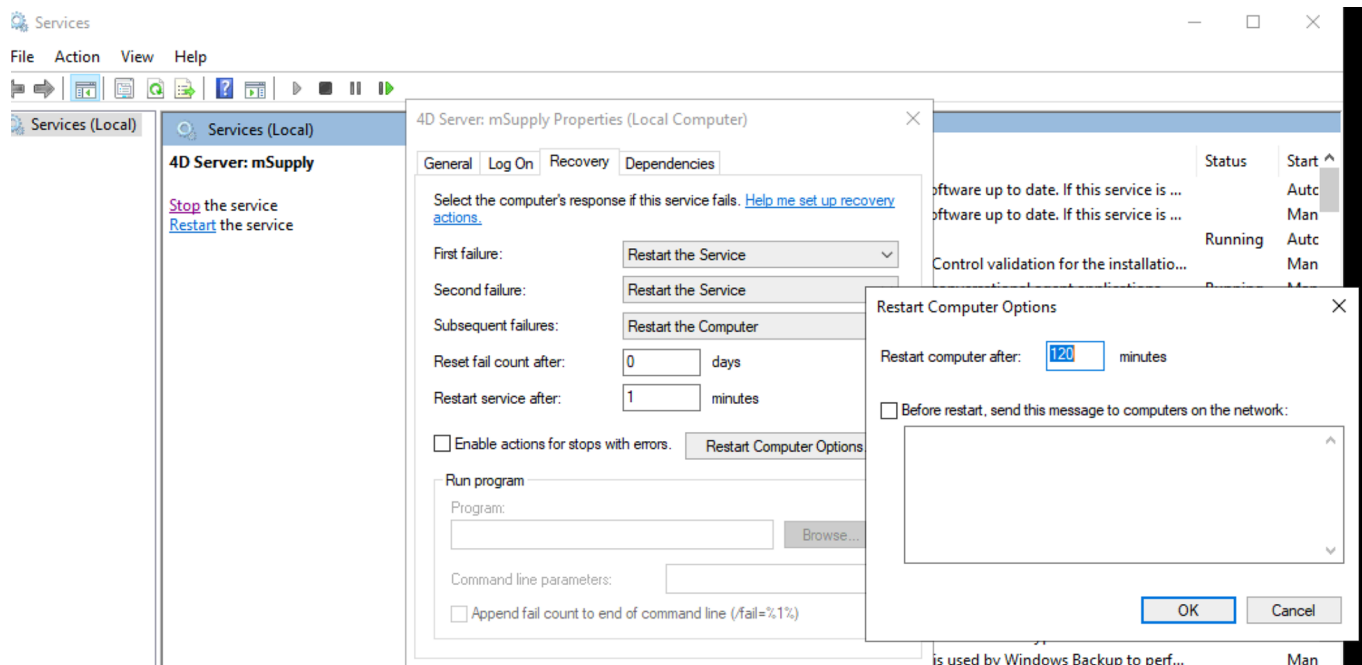 Services
File Action View Help
Services (Local)
Services (Local)
4D Server: mSupply
Stop the service
Restart the service
4D Server: mSupply Properties (Local Computer)
General Log On Recovery Dependencies
Select the computer's response if this service fails. Help me set up recovery
actions.
First failure: Restart the Service
Second failure: Restart the Service
Subsequent failures: Restart the Computer
Reset fail count after: 0 days
Restart service after: 1 minutes
Enable actions for stops with errors. Restart Computer Options
Run program
Program:
Browse...
Command line parameters:
Append fail count to end of command line (/fail=%1%)
Status Start
oftware up to date. If this service is ... Autc
oftware up to date. If this service is ... Man
Running Autc
Control validation for the installatio... Man
Restart Computer Options
Restart computer after: 120 minutes
Before restart, send this message to computers on the network:
OK Cancel
is used by Windows Backup to perf... Man